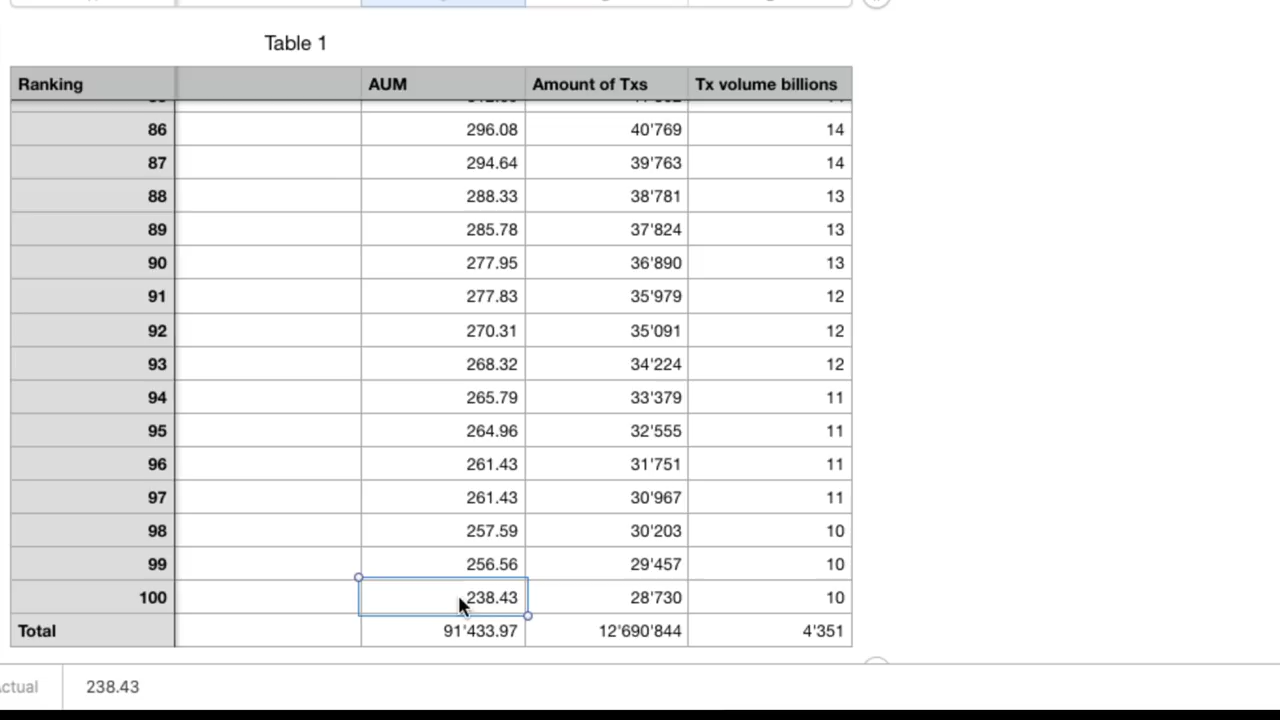 Table 1
Ranking AUM Amount of Txs Tx volume billions
86 296.08 40'769 14
87 294.64 39'763 14
88 288.33 38'781 13
89 285.78 37'824 13
90 277.95 36'890 13
91 277.83 35'979 12
92 270.31 35'091 12
93 268.32 34'224 12
94 265.79 33'379 11
95 264.96 32'555 11
96 261.43 31'751 11
97 261.43 30'967 11
98 257.59 30'203 10
99 256.56 29'457 10
100 238.43 28'730 10
Total 91'433.97 12'690'844 4'351
ctual 238.43